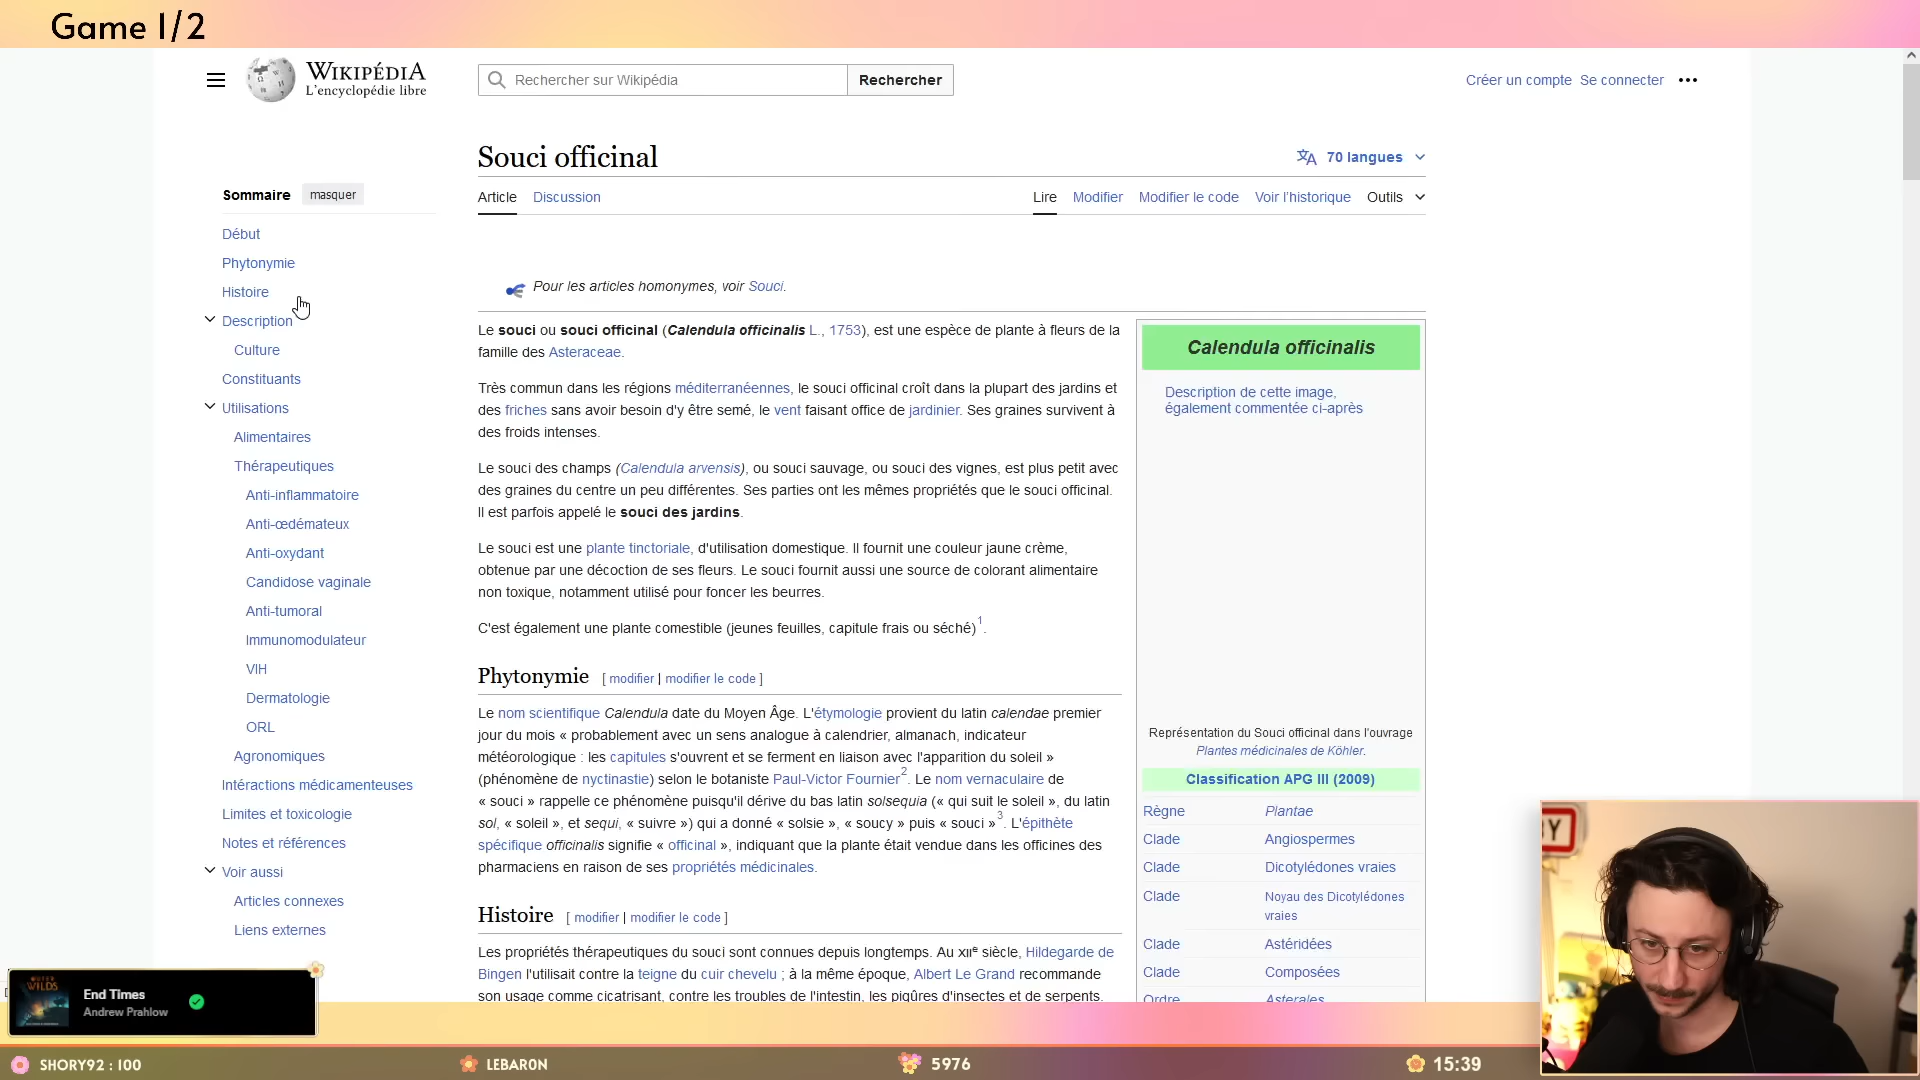 Game 1/2
WIKIPÉDIA
L'encyclopédie libre
Rechercher sur Wikipédia
Rechercher
Créer un compte
Se connecter
Souci officinal
70 langues
Article
Discussion
Lire
Modifier
Modifier le code
Voir l'historique
Outils
Sommaire
masquer
Début
Phytonymie
Histoire
Description
Culture
Constituants
Utilisations
Alimentaires
Thérapeutiques
Anti-inflammatoire
Anti-œdémateux
Anti-oxydant
Candidose vaginale
Anti-tumoral
Immunomodulateur
VIH
Dermatologie
ORL
Agronomiques
Intéractions médicamenteuses
Limites et toxicologie
Notes et références
Voir aussi
Articles connexes
Liens externes
Pour les articles homonymes, voir Souci.
Le souci ou souci officinal (Calendula officinalis L., 1753), est une espèce de plante à fleurs de la
famille des Asteraceae.
Très commun dans les régions méditerranéennes, le souci officinal croît dans la plupart des jardins et
des friches sans avoir besoin d'y être semé, le vent faisant office de jardinier. Ses graines survivent à
des froids intenses.
Le souci des champs (Calendula arvensis), ou souci sauvage, ou souci des vignes, est plus petit avec
des graines du centre un peu différentes. Ses parties ont les mêmes propriétés que le souci officinal.
Il est parfois appelé le souci des jardins.
Le souci est une plante tinctoriale, d'utilisation domestique. Il fournit une couleur jaune crème,
obtenue par une décoction de ses fleurs. Le souci fournit aussi une source de colorant alimentaire
non toxique, notamment utilisé pour foncer les beurres.
C'est également une plante comestible (jeunes feuilles, capitule frais ou séché)1.
Phytonymie [ modifier | modifier le code ]
Le nom scientifique Calendula date du Moyen Âge. L'étymologie provient du latin calendae premier
jour du mois « probablement avec un sens analogue à calendrier, almanach, indicateur
météorologique : les capitules s'ouvrent et se ferment en liaison avec l'apparition du soleil »
(phénomène de nyctinastie) selon le botaniste Paul-Victor Fournier2. Le nom vernaculaire de
« souci » rappelle ce phénomène puisqu'il dérive du bas latin solsequia (« qui suit le soleil », du latin
sol, « soleil », et sequi, « suivre ») qui a donné « solsie », « soucy » puis « souci »3. L'épithète
spécifique officinalis signifie « officinal », indiquant que la plante était vendue dans les officines des
pharmaciens en raison de ses propriétés médicinales.
Histoire [ modifier | modifier le code ]
Les propriétés thérapeutiques du souci sont connues depuis longtemps. Au XIIe siècle, Hildegarde de
Bingen l'utilisait contre la teigne du cuir chevelu ; à la même époque, Albert Le Grand recommande
son usage comme cicatrisant, contre les troubles de l'intestin, les piqûres d'insectes et de serpents.
Calendula officinalis
Description de cette image,
également commentée ci-après
Représentation du Souci officinal dans l'ouvrage
Plantes médicinales de Köhler.
Classification APG III (2009)
Règne Plantae
Clade Angiospermes
Clade Dicotylédones vraies
Clade Noyau des Dicotylédones
vraies
Clade Astéridées
Clade Composées
Ordre Asterales
WILDS
End Times
Andrew Prahlow
SHORY92 : 100
LEBARON
5976
15:39